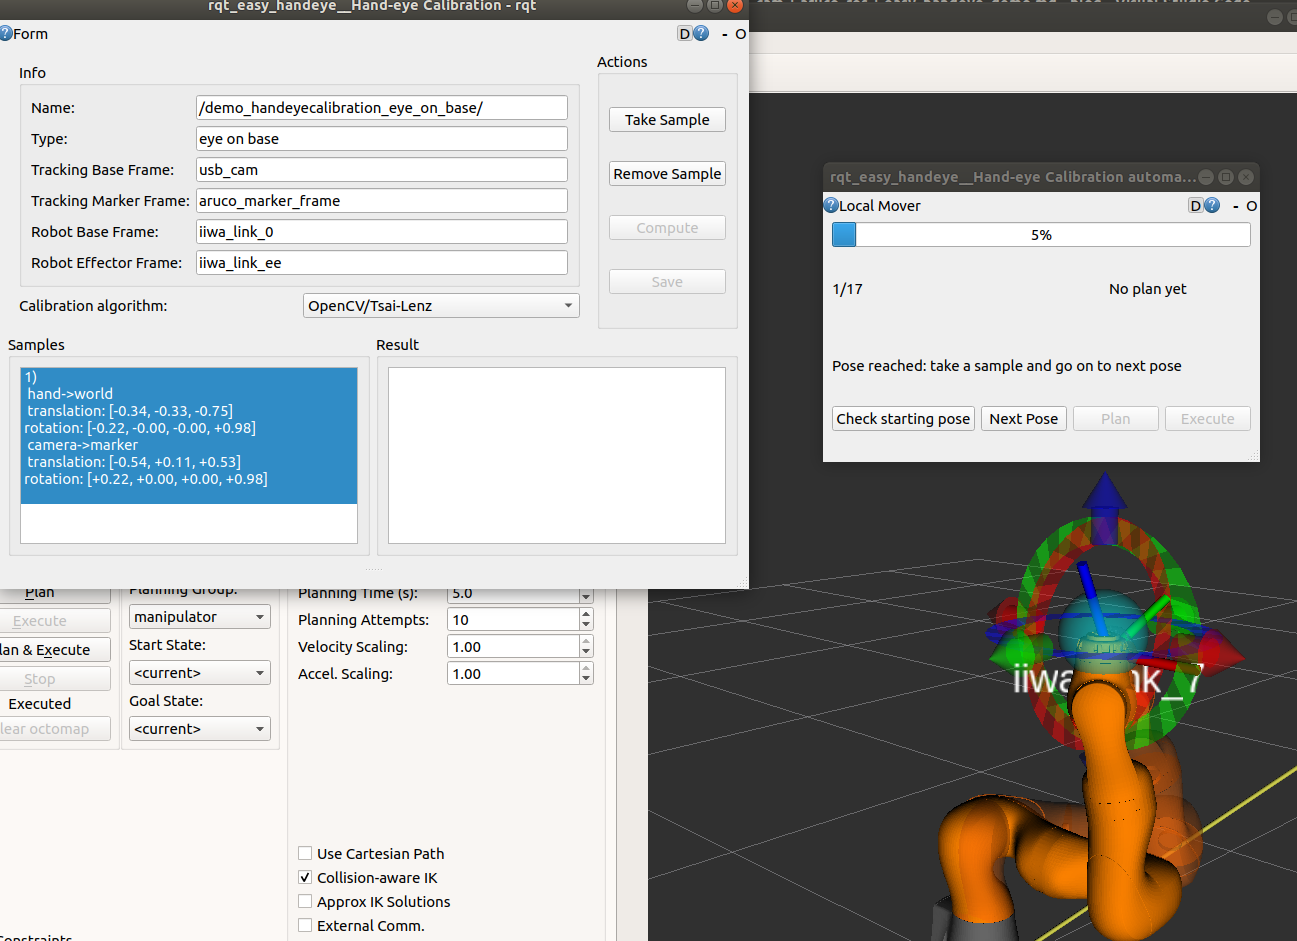 rqt_easy_handeye__Hand-eye Calibration - rqt
Form
D
- O
Info
Name:
/demo_handeyecalibration_eye_on_base/
Type:
eye on base
Tracking Base Frame:
usb_cam
Tracking Marker Frame:
aruco_marker_frame
Robot Base Frame:
iiwa_link_0
Robot Effector Frame:
iiwa_link_ee
Calibration algorithm:
OpenCV/Tsai-Lenz
Actions
Take Sample
Remove Sample
Compute
Save
Samples
1)
hand->world
translation: [-0.34, -0.33, -0.75]
rotation: [-0.22, -0.00, -0.00, +0.98]
camera->marker
translation: [-0.54, +0.11, +0.53]
rotation: [+0.22, +0.00, +0.00, +0.98]
Result
rqt_easy_handeye__Hand-eye Calibration automa...
Local Mover
D
- O
5%
1/17
No plan yet
Pose reached: take a sample and go on to next pose
Check starting pose
Next Pose
Plan
Execute
Plan
Execute
lan & Execute
Stop
Executed
lear octomap
Planning Group:
manipulator
Start State:
<current>
Goal State:
<current>
Planning Time (s):
5.0
Planning Attempts:
10
Velocity Scaling:
1.00
Accel. Scaling:
1.00
Use Cartesian Path
Collision-aware IK
Approx IK Solutions
External Comm.
onstraints